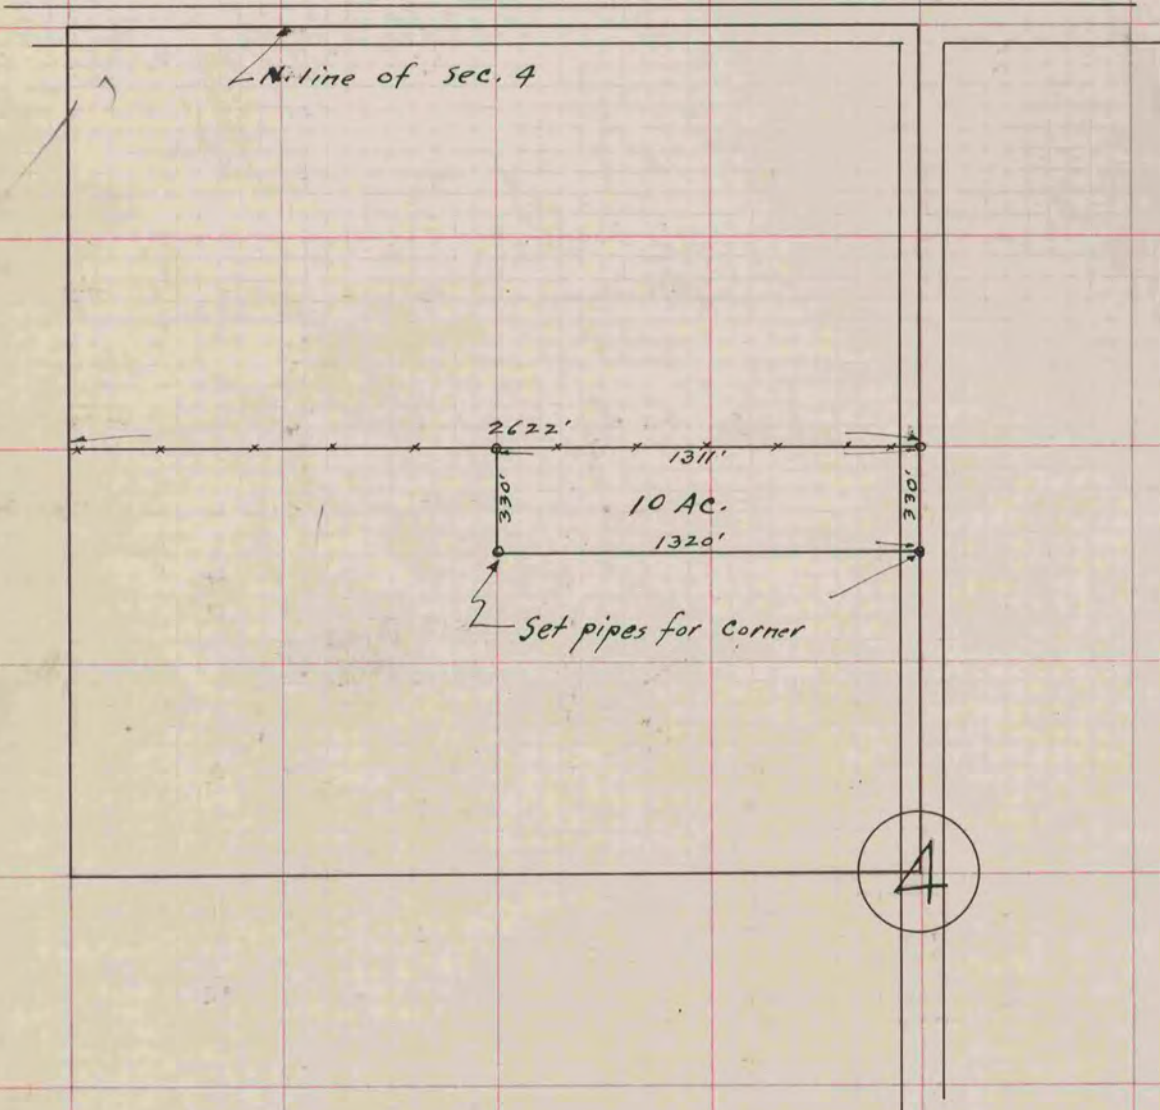 N. line of Sec. 4
2622'
1311'
330'
10 AC.
330'
1320'
Set pipes for Corner
4